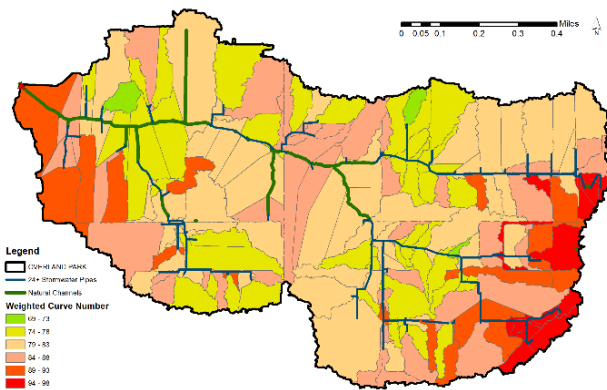 Miles
0 0.05 0.1 0.2 0.3 0.4
N
Legend
OVERLAND PARK
24+ Stormwater Pipes
Natural Channels
Weighted Curve Number
69 - 73
74 - 78
79 - 83
84 - 88
89 - 93
94 - 98